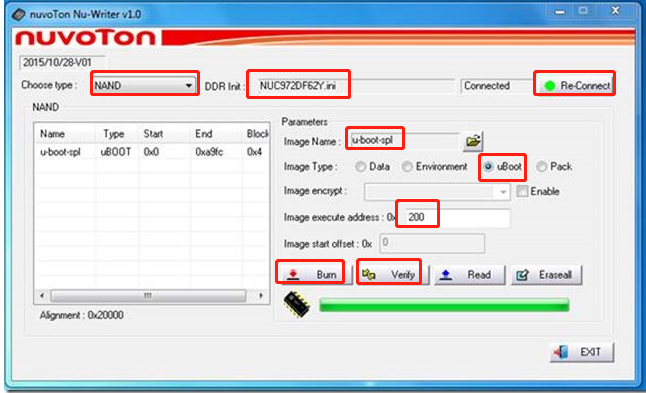 nuvoTon Nu-Writer v1.0
nuvoTon
2015/10/28-V01
Choose type : NAND DDR Init : NUC972DF62Y.ini Connected Re-Connect
NAND
Name Type Start End Block
u-boot-spl uBOOT 0x0 0xa9fc 0x4
Alignment : 0x20000
Parameters
Image Name : u-boot-spl
Image Type : Data Environment uBoot Pack
Image encrypt : Enable
Image execute address : 0x 200
Image start offset : 0x 0
Burn Verify Read Eraseall
EXIT